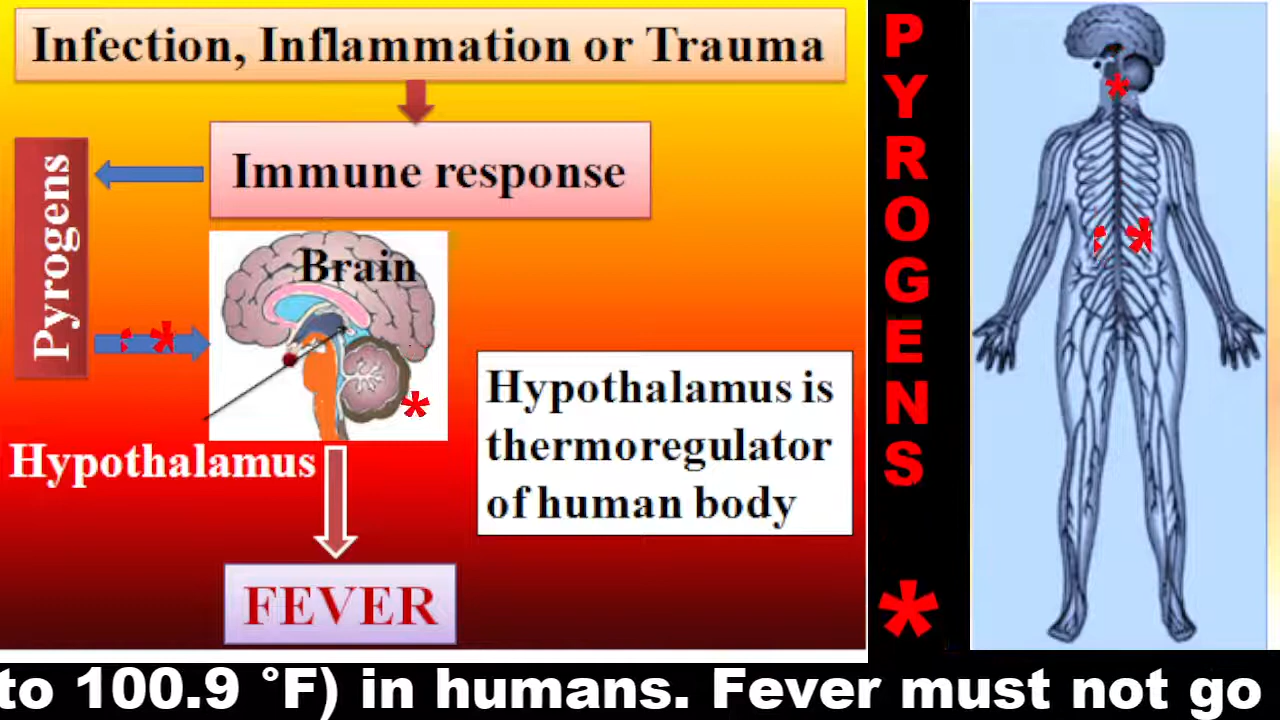 Infection, Inflammation or Trauma
Immune response
Pyrogens
Brain
Hypothalamus
Hypothalamus is
thermoregulator
of human body
FEVER
PYROGENS
*
to 100.9 °F) in humans. Fever must not go